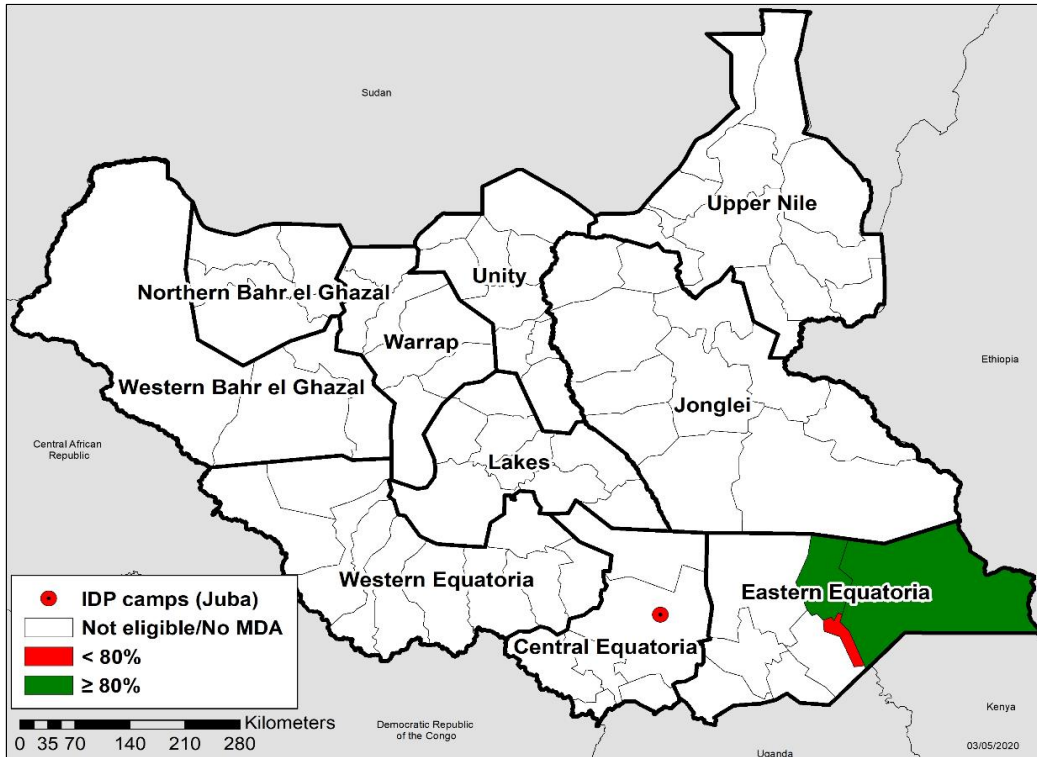 Sudan
Upper Nile
Unity
Northern Bahr el Ghazal
Warrap
Ethiopia
Western Bahr el Ghazal
Jonglei
Central African
Republic
Lakes
Western Equatoria
Eastern Equatoria
Central Equatoria
IDP camps (Juba)
Not eligible/No MDA
< 80%
≥ 80%
Kilometers
0 35 70 140 210 280
Democratic Republic
of the Congo
Uganda
Kenya
03/05/2020